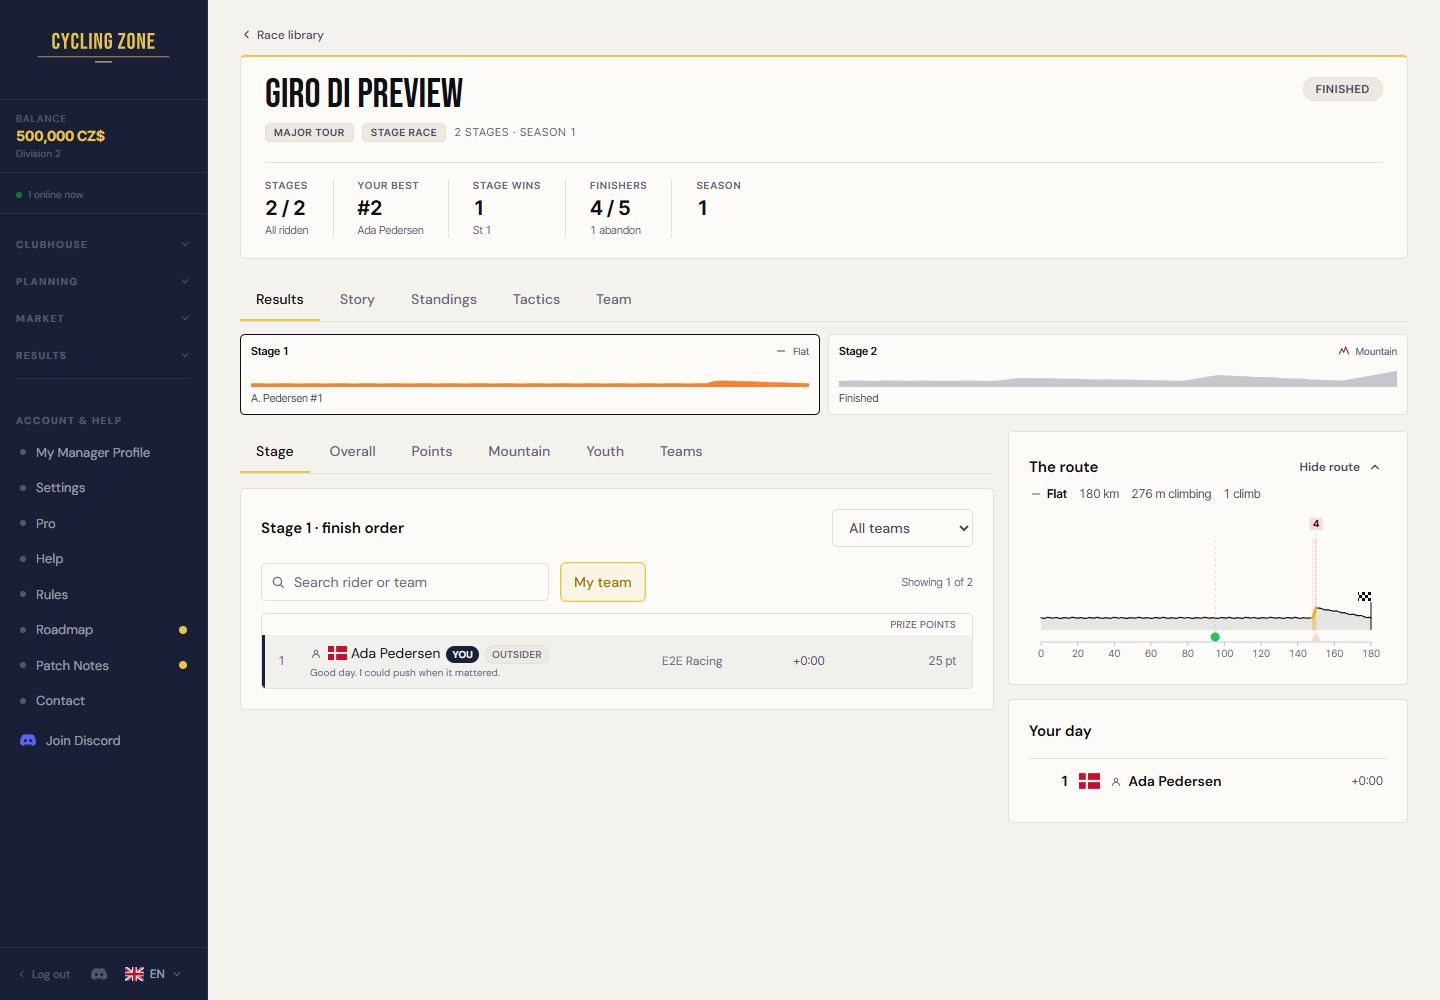 CYCLING ZONE
BALANCE
500,000 CZ$
Division 2
1 online now
CLUBHOUSE
PLANNING
MARKET
RESULTS
ACCOUNT & HELP
My Manager Profile
Settings
Pro
Help
Rules
Roadmap
Patch Notes
Contact
Join Discord
Log out
EN
Race library
GIRO DI PREVIEW
FINISHED
MAJOR TOUR STAGE RACE 2 STAGES · SEASON 1
STAGES YOUR BEST STAGE WINS FINISHERS SEASON
2 / 2 #2 1 4 / 5 1
All ridden Ada Pedersen St 1 1 abandon
Results Story Standings Tactics Team
Stage 1 Flat
A. Pedersen #1
Stage 2 Mountain
Finished
Stage Overall Points Mountain Youth Teams
Stage 1 · finish order All teams
Search rider or team My team Showing 1 of 2
PRIZE POINTS
1 Ada Pedersen YOU OUTSIDER E2E Racing +0:00 25 pt
Good day. I could push when it mattered.
The route Hide route
Flat 180 km 276 m climbing 1 climb
4
0 20 40 60 80 100 120 140 160 180
Your day
1 Ada Pedersen +0:00